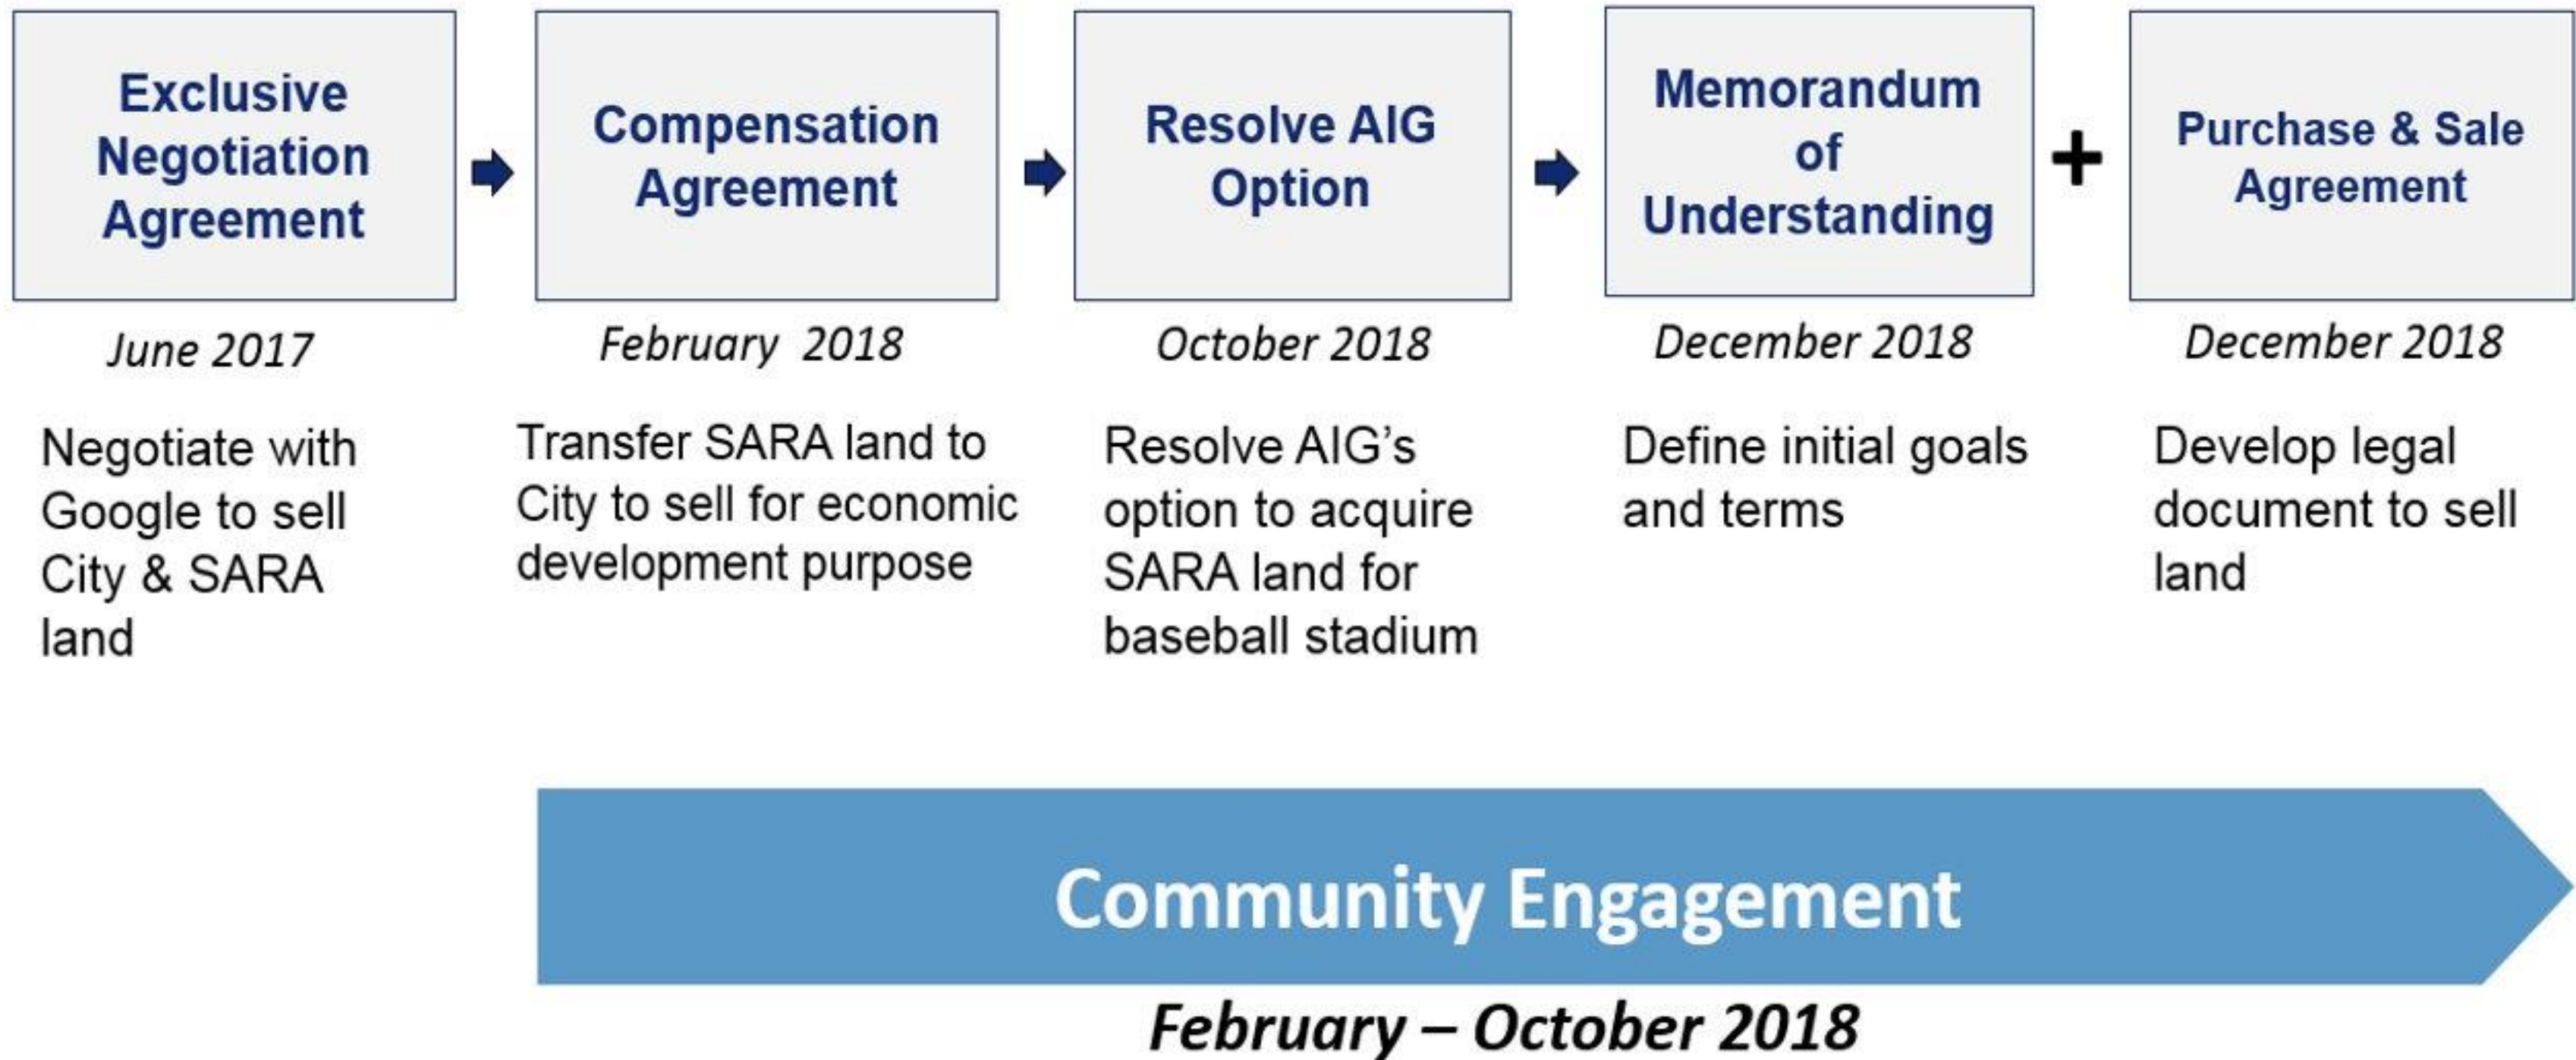 Exclusive
Negotiation
Agreement
June 2017
Negotiate with
Google to sell
City & SARA
land
Compensation
Agreement
February 2018
Transfer SARA land to
City to sell for economic
development purpose
Resolve AIG
Option
October 2018
Resolve AIG's
option to acquire
SARA land for
baseball stadium
Memorandum
of
Understanding
December 2018
Define initial goals
and terms
+
Purchase & Sale
Agreement
December 2018
Develop legal
document to sell
land
Community Engagement
February – October 2018